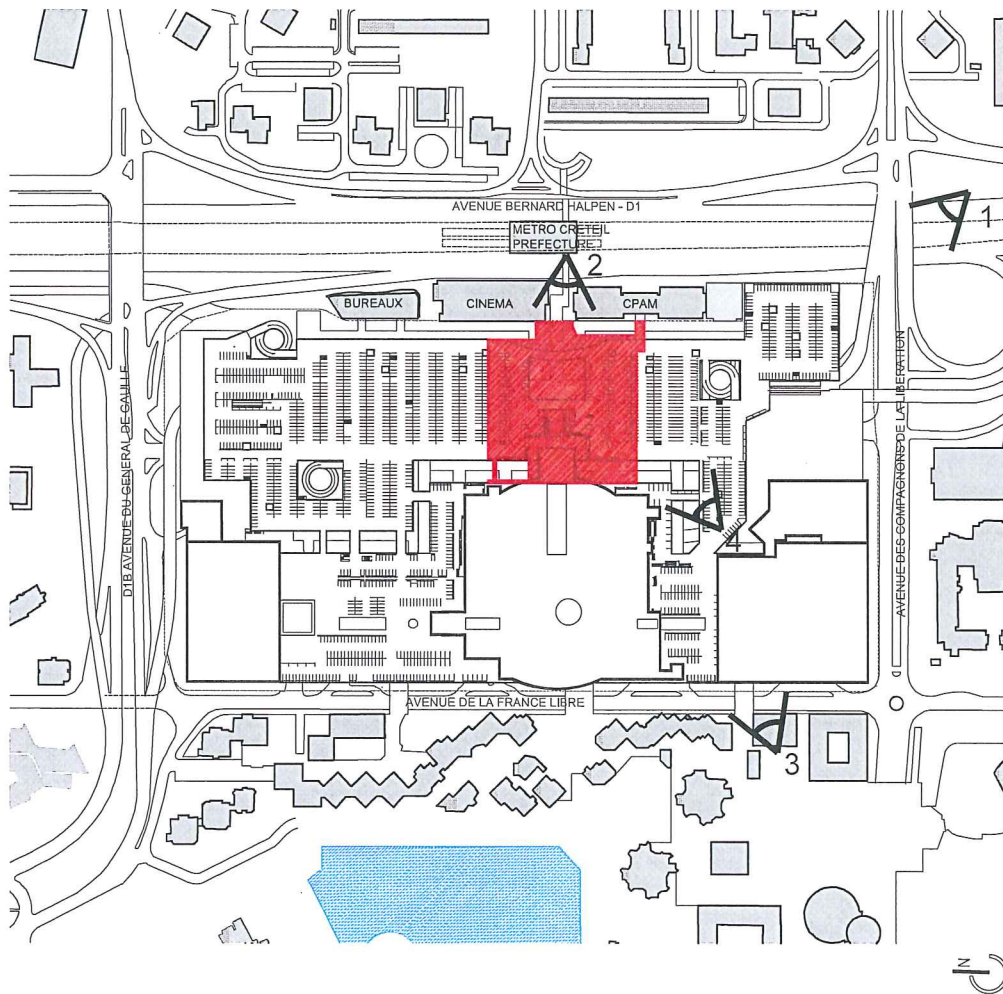 AVENUE BERNARD HALPEN - D1
1
METRO CRETEIL
PREFECTURE
2
BUREAUX
CINEMA
CPAM
D1B AVENUE DU GENERAL DE GAULLE
AVENUE DES COMPAGNONS DE LA LIBERATION
4
AVENUE DE LA FRANCE LIBRE
3
N